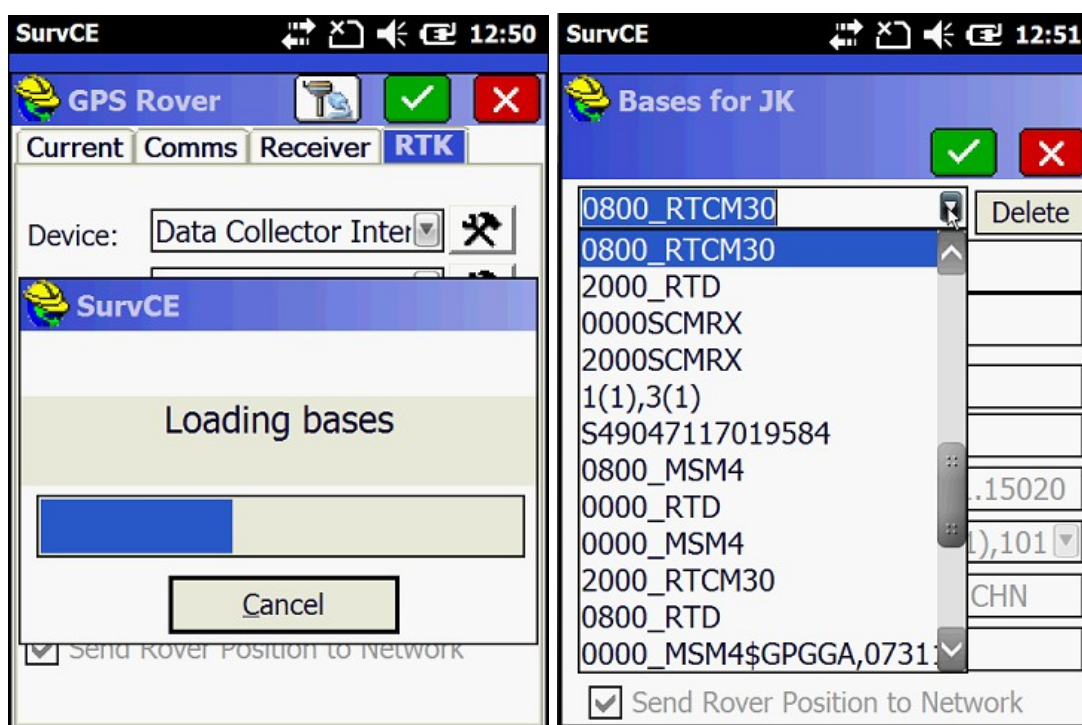 SurvCE 12:50
GPS Rover
Current Comms Receiver RTK
Device: Data Collector Inter
SurvCE
Loading bases
Cancel
Send Rover Position to Network
SurvCE 12:51
Bases for JK
0800_RTCM30 Delete
0800_RTCM30
2000_RTD
0000SCMRX
2000SCMRX
1(1),3(1)
S49047117019584
0800_MSM4
0000_RTD
.15020
0000_MSM4
1),101
2000_RTCM30
CHN
0800_RTD
0000_MSM4$GPGGA,07311
Send Rover Position to Network